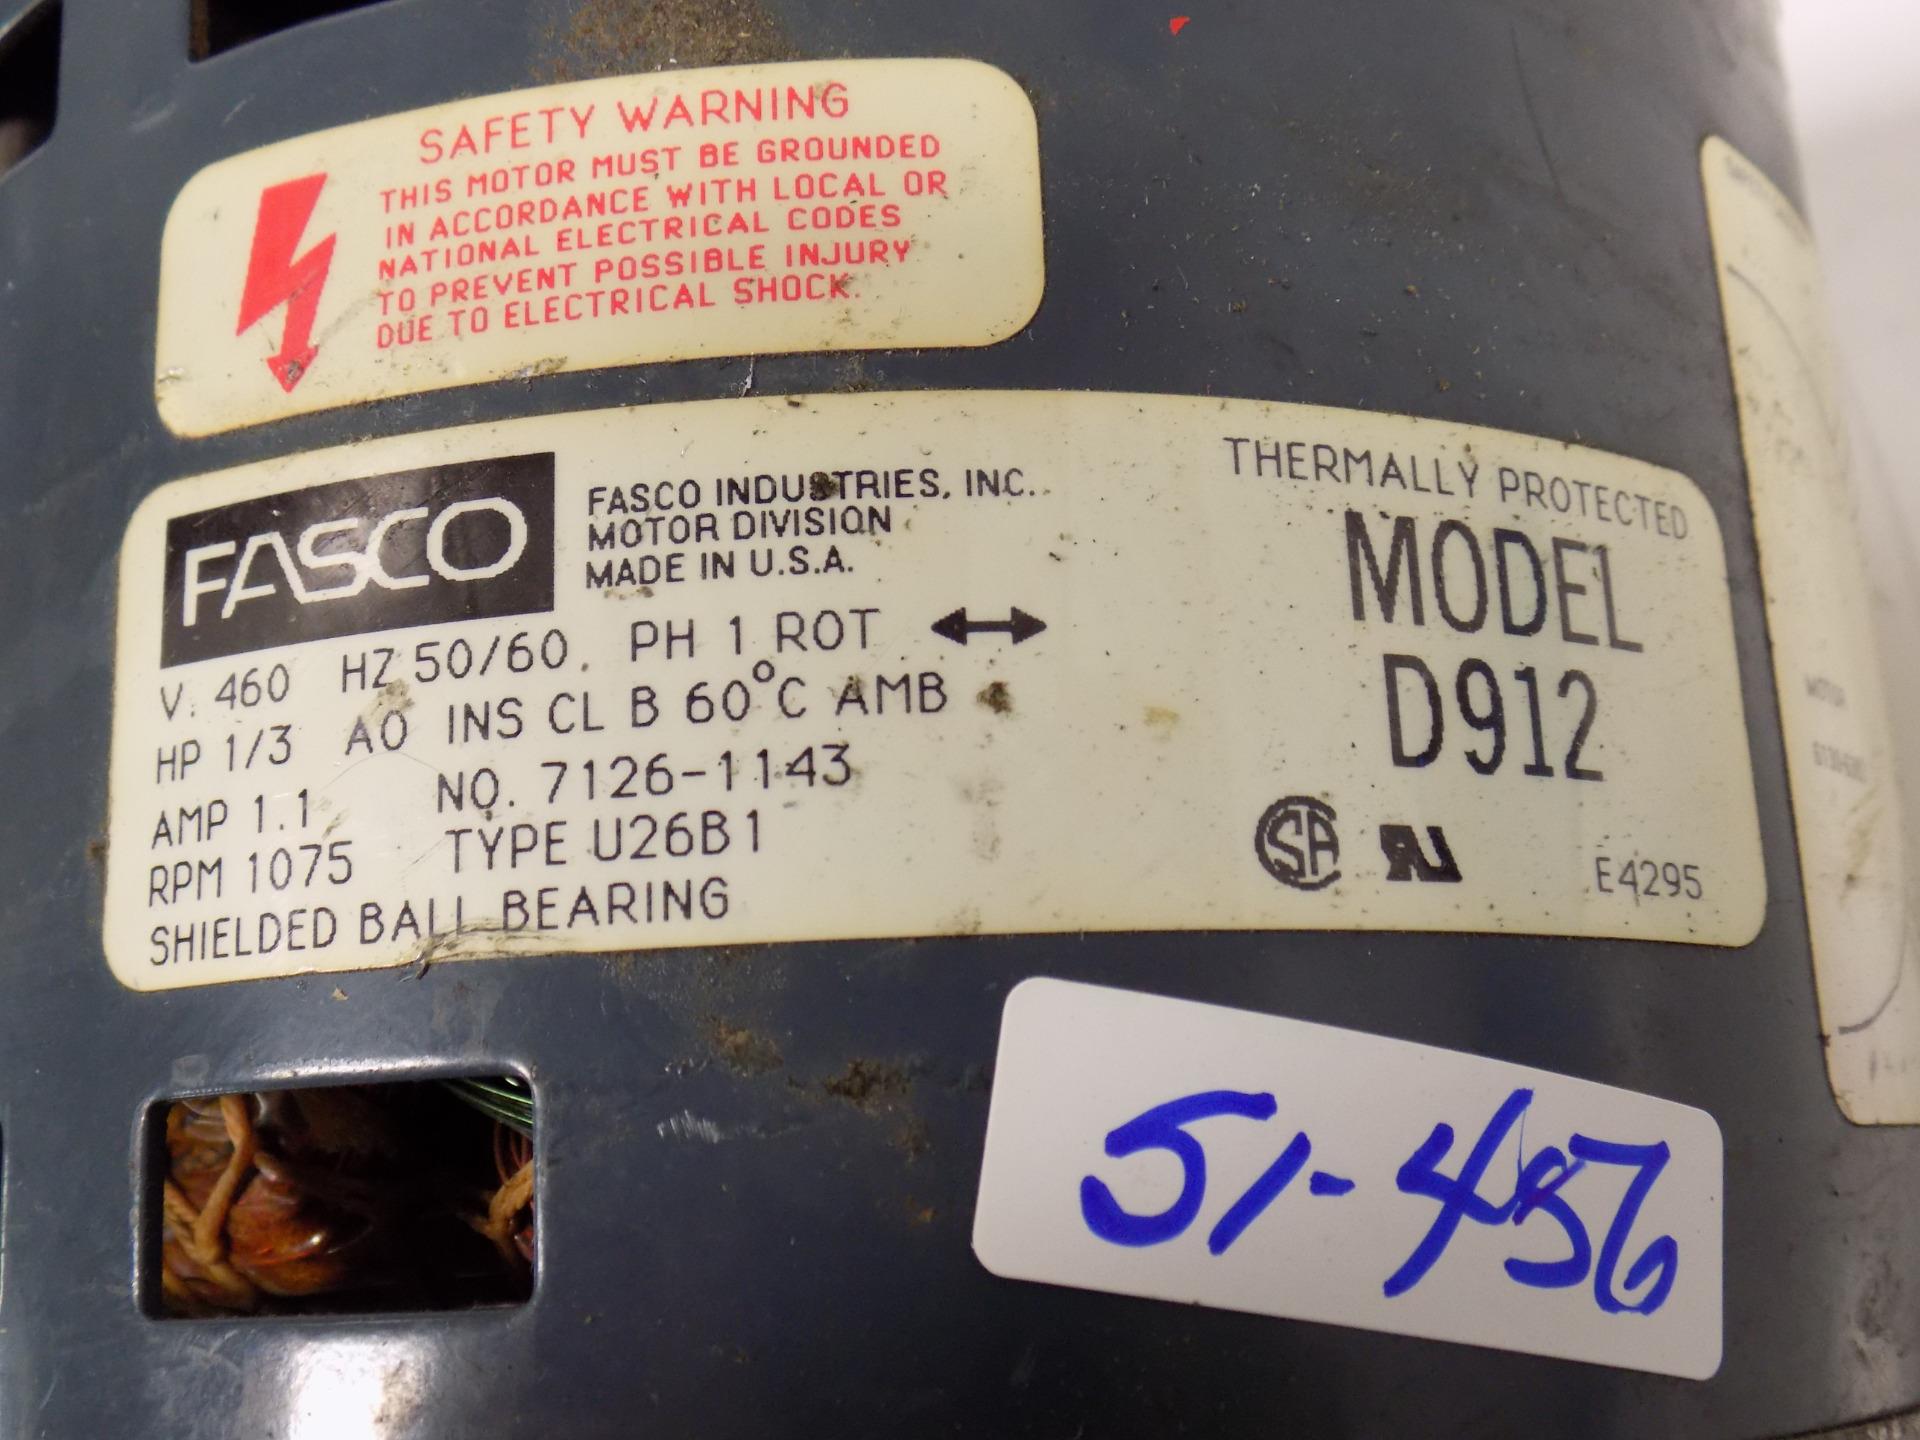 SAFETY WARNING
THIS MOTOR MUST BE GROUNDED
IN ACCORDANCE WITH LOCAL OR
NATIONAL ELECTRICAL CODES
TO PREVENT POSSIBLE INJURY
DUE TO ELECTRICAL SHOCK.
FASCO
FASCO INDUSTRIES, INC.
MOTOR DIVISION
MADE IN U.S.A.
V. 460 HZ 50/60. PH 1 ROT
HP 1/3 AO INS CL B 60°C AMB
AMP 1.1 NO. 7126-1143
RPM 1075 TYPE U26B1
SHIELDED BALL BEARING
THERMALLY PROTECTED
MODEL
D912
SA
RU
E4295
51-456